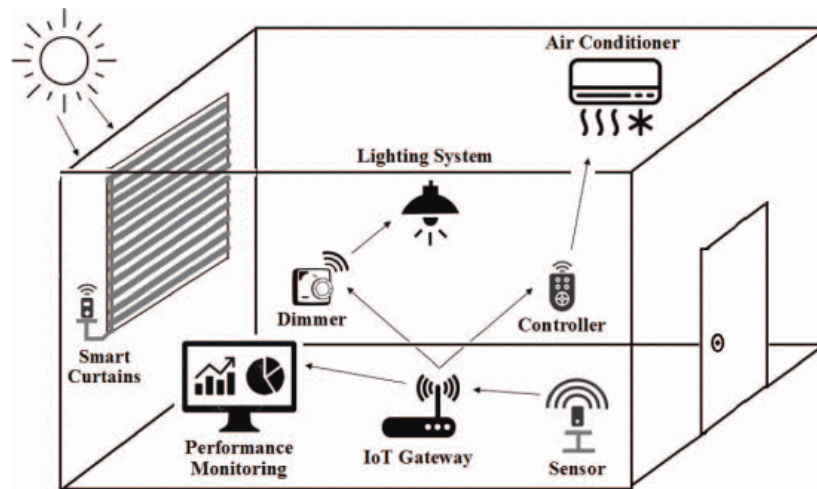 Air Conditioner
Lighting System
Dimmer
Controller
Smart
Curtains
Performance
Monitoring
IoT Gateway
Sensor